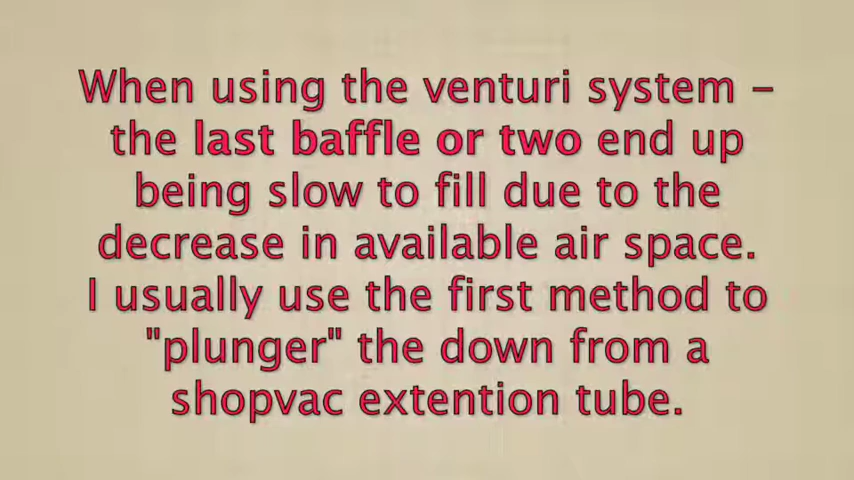 When using the venturi system -
the last baffle or two end up
being slow to fill due to the
decrease in available air space.
I usually use the first method to
"plunger" the down from a
shopvac extention tube.